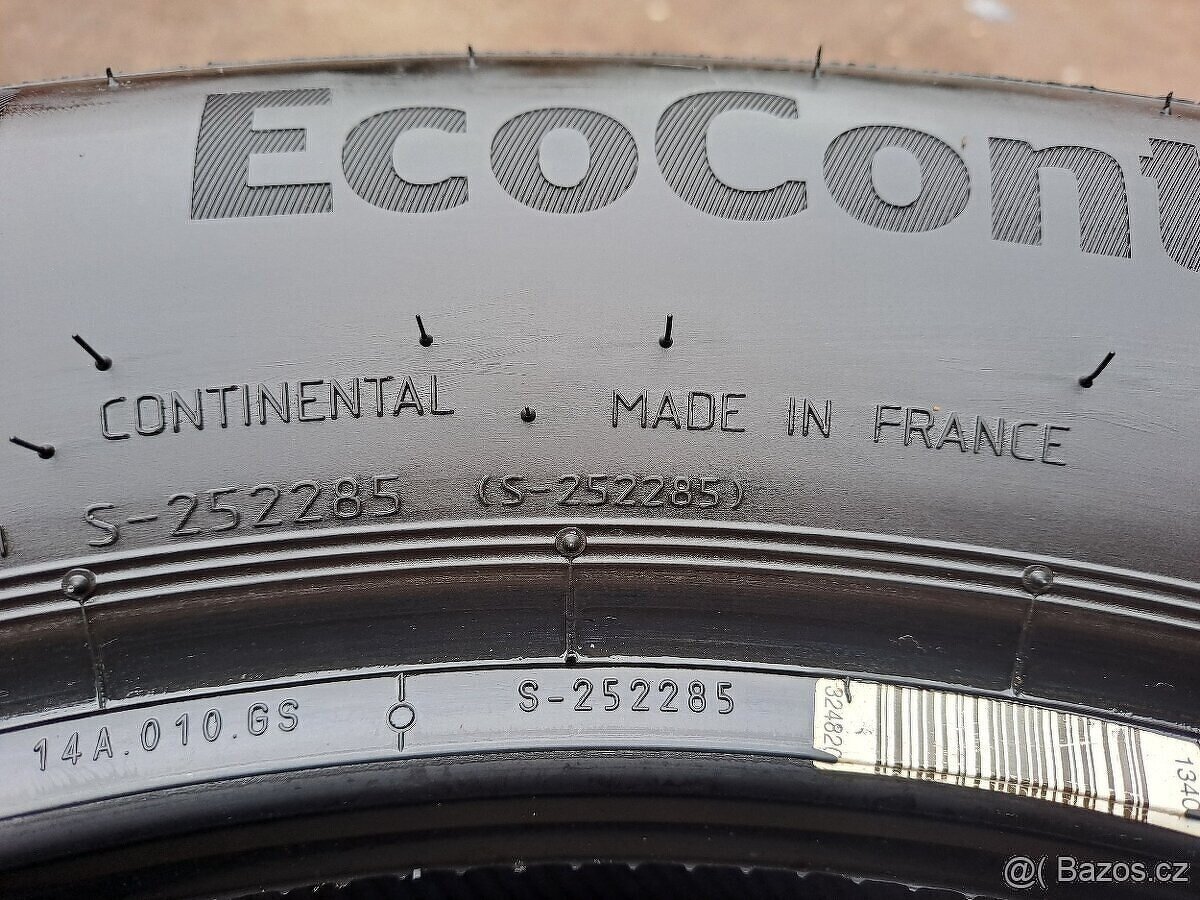 EcoCont
CONTINENTAL MADE IN FRANCE
S-252285 (S-252285)
14A.010.GS S-252285
@( Bazos.cz